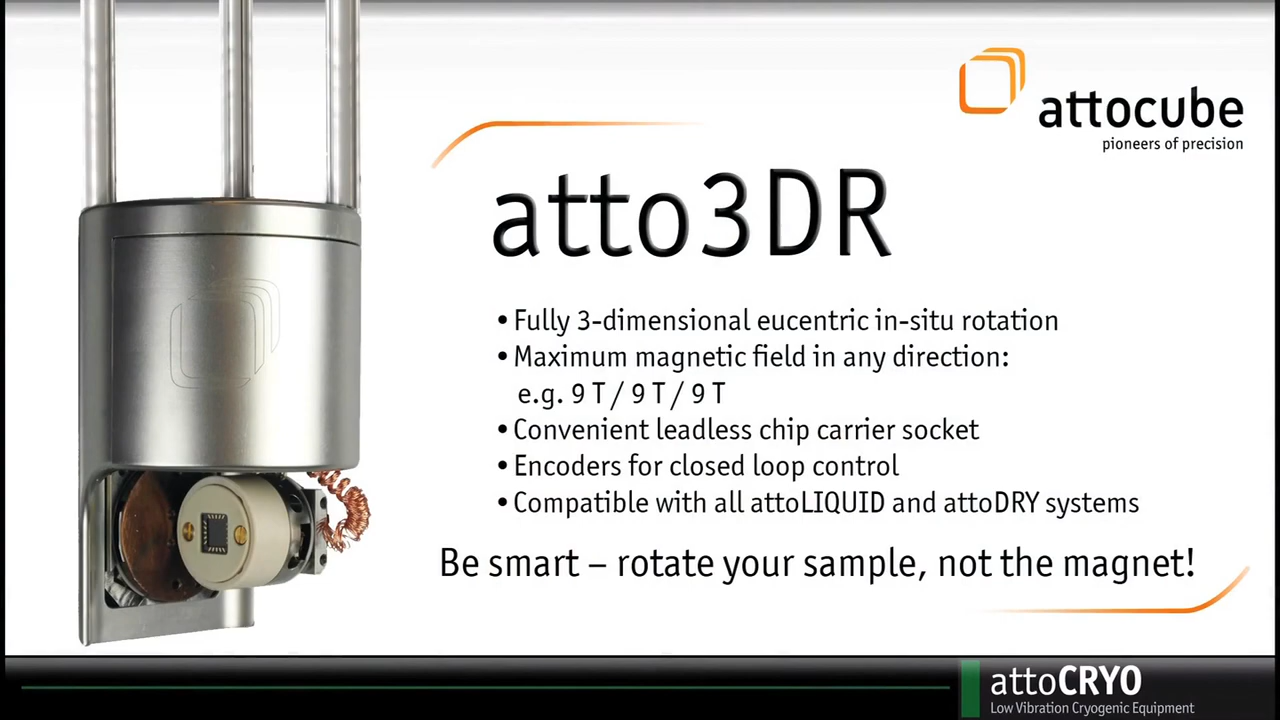 attocube
pioneers of precision
atto3DR
• Fully 3-dimensional eucentric in-situ rotation
• Maximum magnetic field in any direction:
e.g. 9 T / 9 T / 9 T
• Convenient leadless chip carrier socket
• Encoders for closed loop control
• Compatible with all attoLIQUID and attoDRY systems
Be smart – rotate your sample, not the magnet!
attoCRYO
Low Vibration Cryogenic Equipment